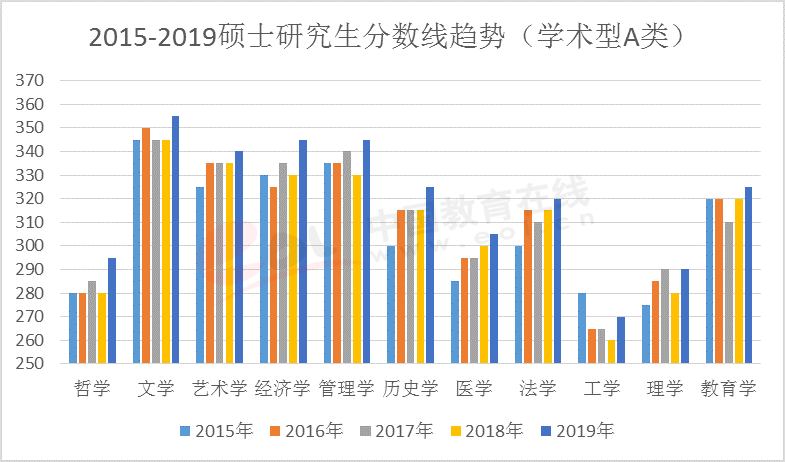 2015-2019硕士研究生分数线趋势（学术型A类）
370
360
350
340
330
320
310
300
290
280
270
260
250
中国教育在线
www.eol.cn
哲学 文学 艺术学 经济学 管理学 历史学 医学 法学 工学 理学 教育学
2015年 2016年 2017年 2018年 2019年